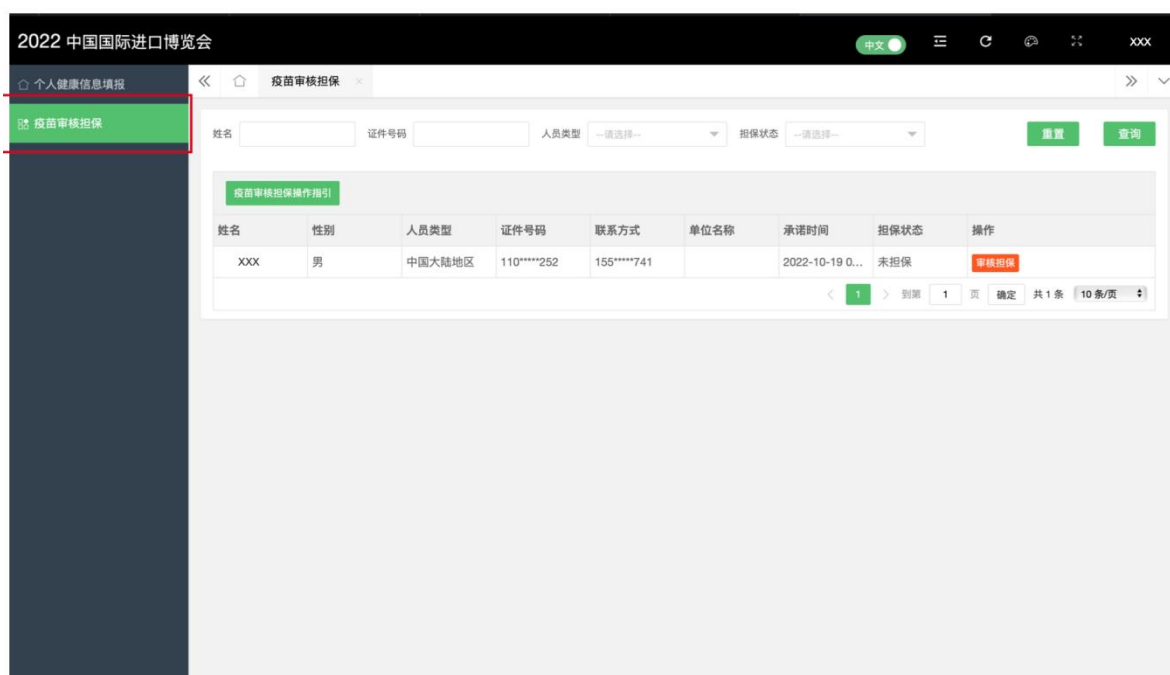 2022 中国国际进口博览会 中文 XXX
个人健康信息填报
疫苗审核担保
疫苗审核担保
姓名 证件号码 人员类型 --请选择-- 担保状态 --请选择-- 重置 查询
疫苗审核担保操作指引
姓名 性别 人员类型 证件号码 联系方式 单位名称 承诺时间 担保状态 操作
XXX 男 中国大陆地区 110*****252 155*****741 2022-10-19 0... 未担保 审核担保
1 到第 1 页 确定 共 1 条 10 条/页